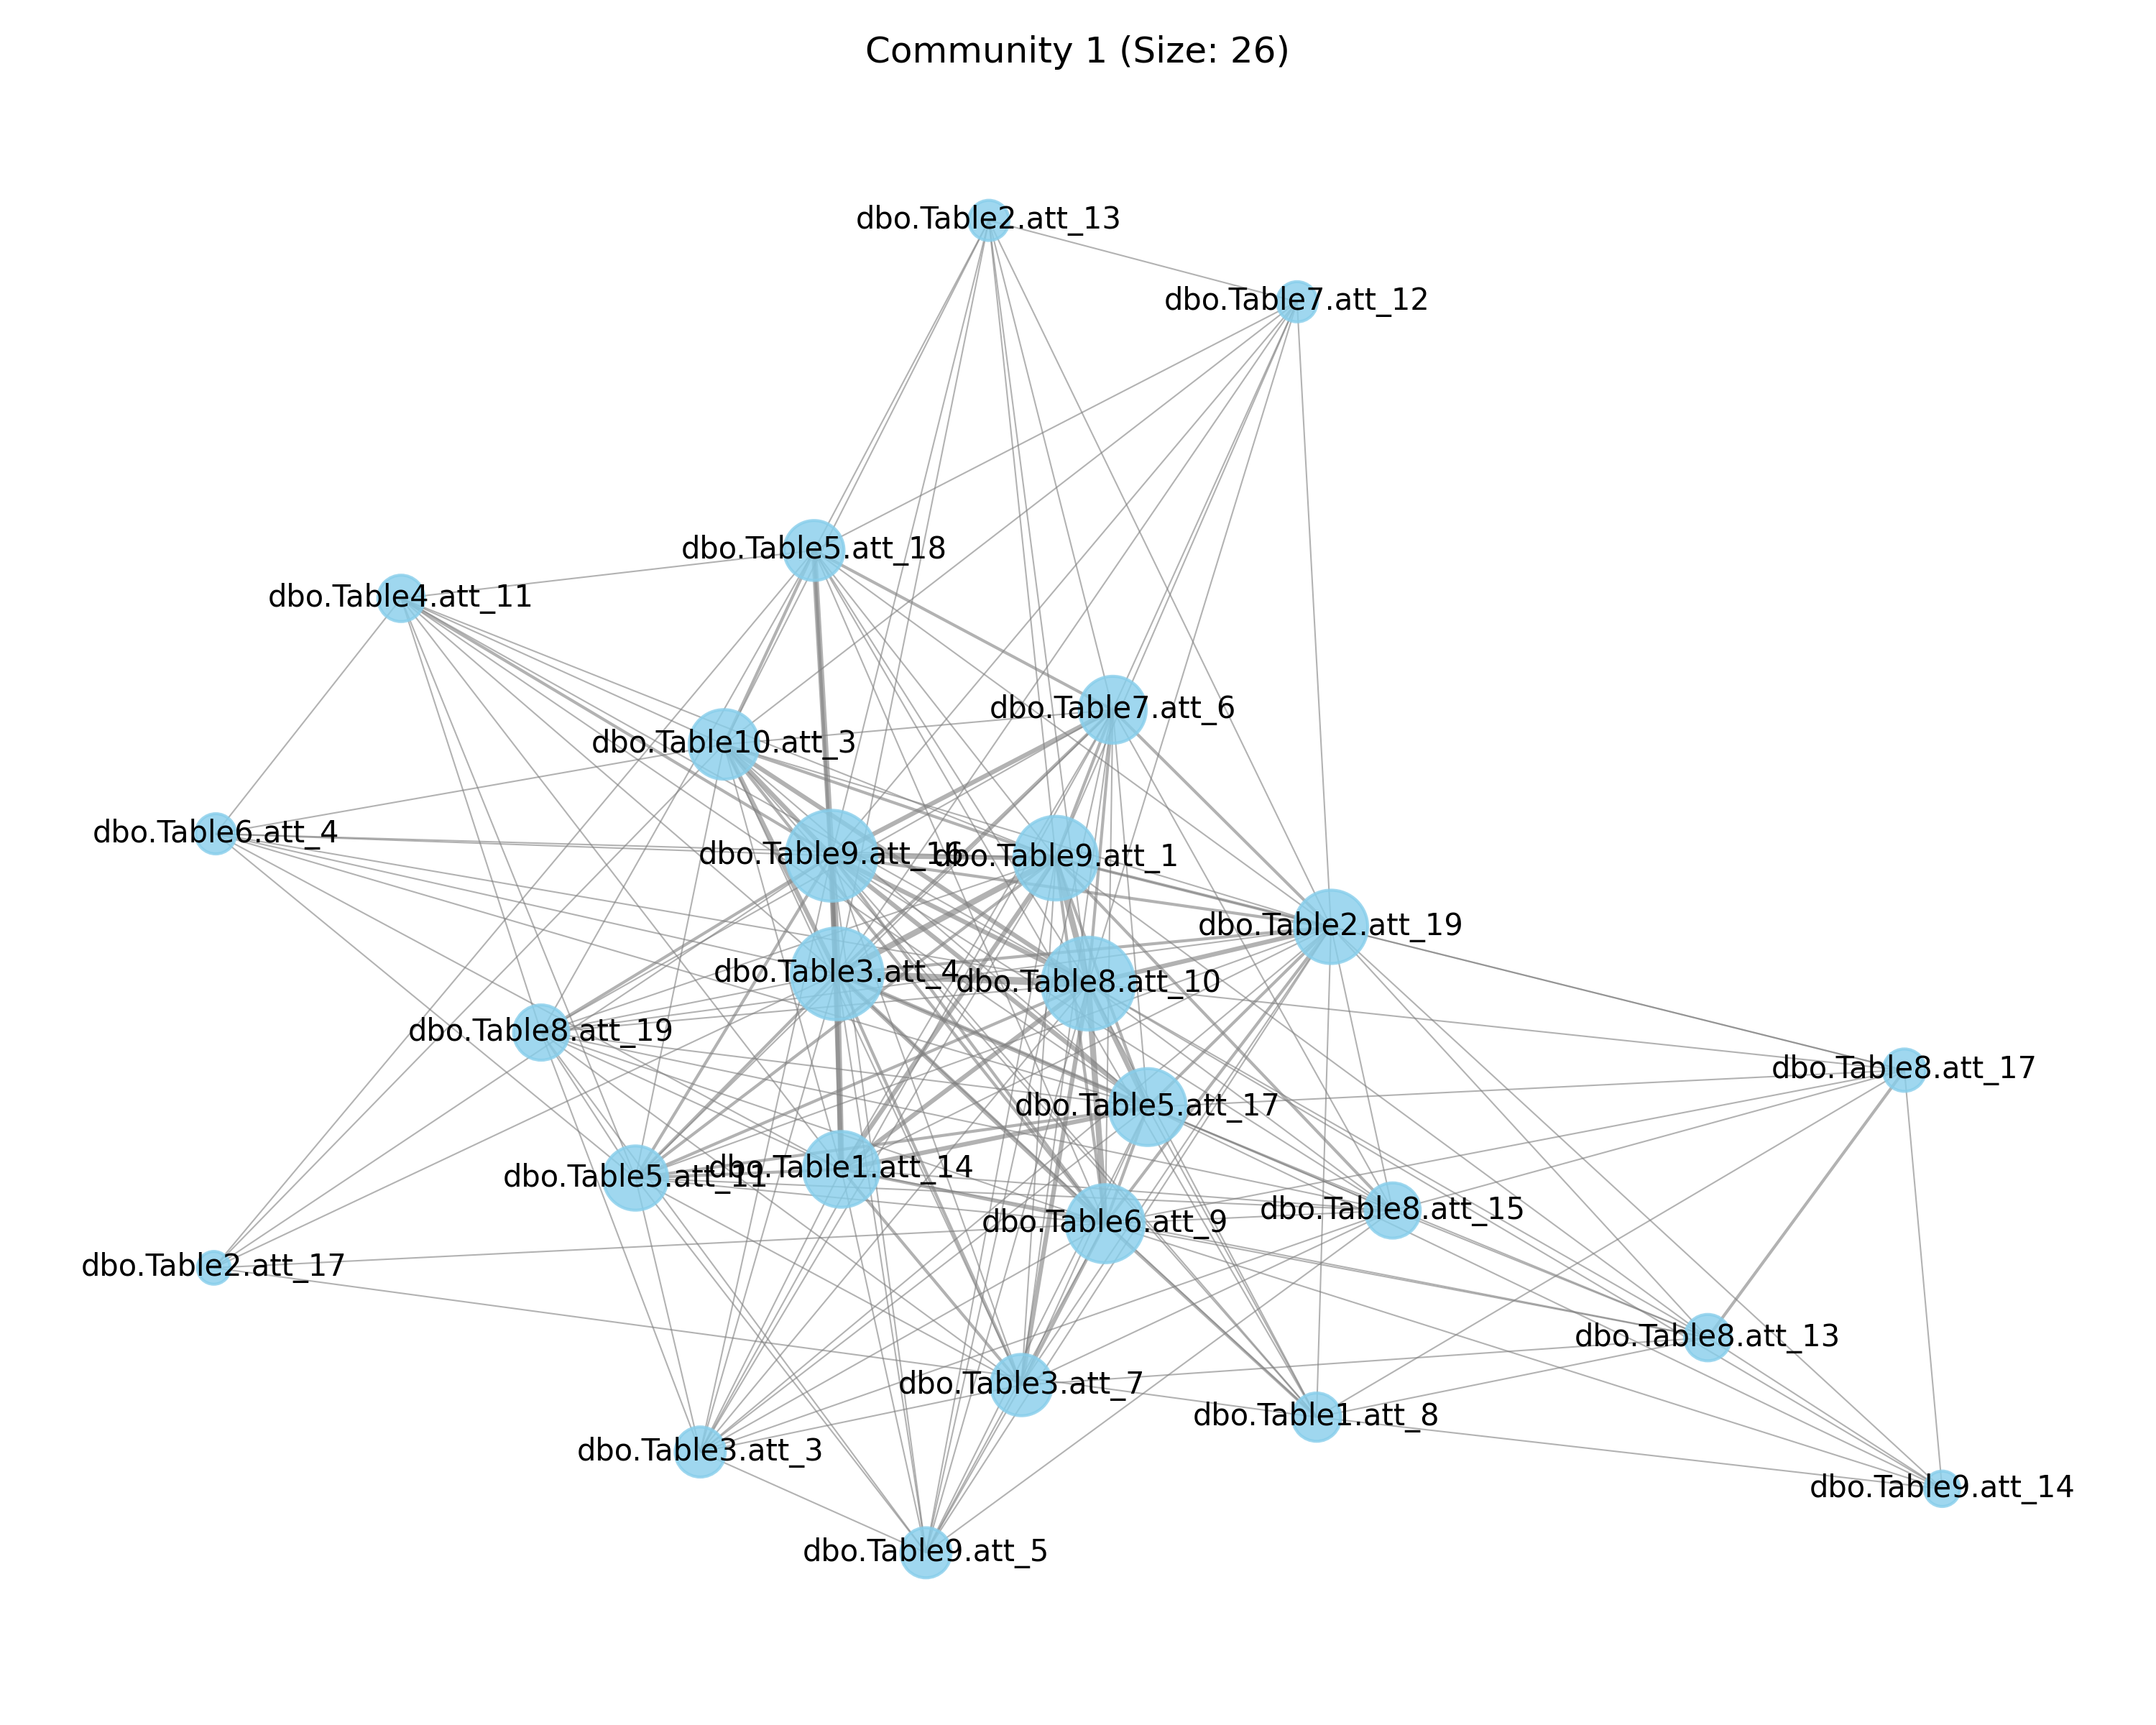 Community 1 (Size: 26)
dbo.Table2.att_13
dbo.Table7.att_12
dbo.Table5.att_18
dbo.Table4.att_11
dbo.Table7.att_6
dbo.Table10.att_3
dbo.Table6.att_4
dbo.Table9.att_16
dbo.Table9.att_1
dbo.Table2.att_19
dbo.Table3.att_4
dbo.Table8.att_10
dbo.Table8.att_19
dbo.Table8.att_17
dbo.Table5.att_17
dbo.Table5.att_11
dbo.Table1.att_14
dbo.Table8.att_15
dbo.Table6.att_9
dbo.Table2.att_17
dbo.Table8.att_13
dbo.Table3.att_7
dbo.Table1.att_8
dbo.Table3.att_3
dbo.Table9.att_14
dbo.Table9.att_5